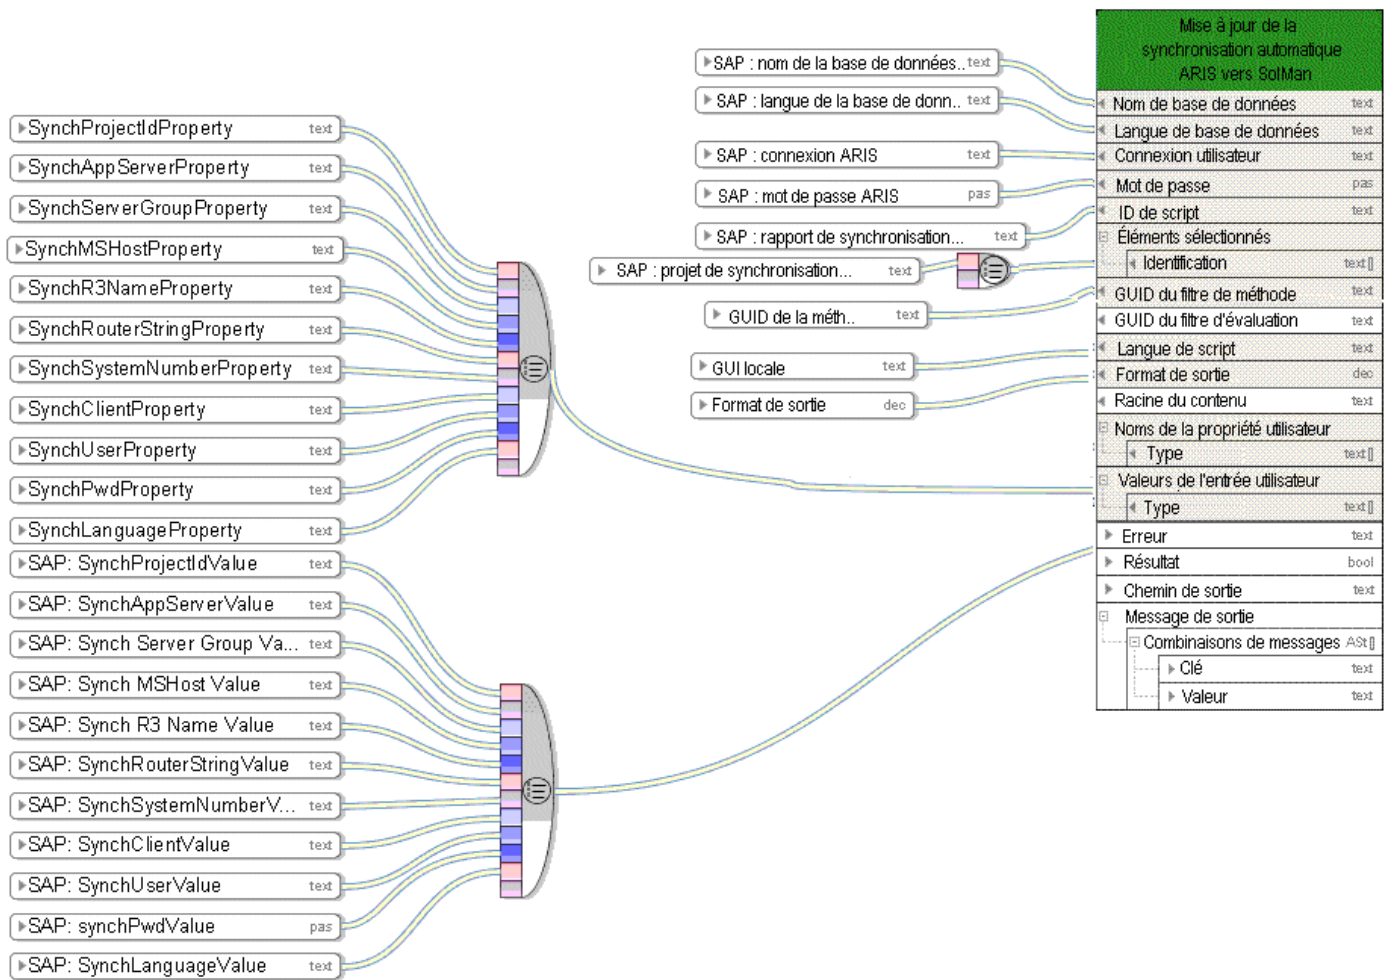 SynchProjectIdProperty text
SynchAppServerProperty text
SynchServerGroupProperty text
SynchMSHostProperty text
SynchR3NameProperty text
SynchRouterStringProperty text
SynchSystemNumberProperty text
SynchClientProperty text
SynchUserProperty text
SynchPwdProperty text
SynchLanguageProperty text
SAP: SynchProjectIdValue text
SAP: SynchAppServerValue text
SAP: Synch Server Group Va... text
SAP: Synch MSHost Value text
SAP: Synch R3 Name Value text
SAP: SynchRouterStringValue text
SAP: SynchSystemNumberV... text
SAP: SynchClientValue text
SAP: SynchUserValue text
SAP: synchPwdValue pas
SAP: SynchLanguageValue text
SAP : nom de la base de données.. text
SAP : langue de la base de donn.. text
SAP : connexion ARIS text
SAP : mot de passe ARIS pas
SAP : rapport de synchronisation... text
SAP : projet de synchronisation... text
GUID de la méth.. text
GUI locale text
Format de sortie dec
Mise à jour de la
synchronisation automatique
ARIS vers SolMan
Nom de base de données text
Langue de base de données text
Connexion utilisateur text
Mot de passe pas
ID de script text
Éléments sélectionnés
Identification text[]
GUID du filtre de méthode text
GUID du filtre d'évaluation text
Langue de script text
Format de sortie dec
Racine du contenu text
Noms de la propriété utilisateur
Type text[]
Valeurs de l'entrée utilisateur
Type text[]
Erreur text
Résultat bool
Chemin de sortie text
Message de sortie
Combinaisons de messages ASt[]
Clé text
Valeur text